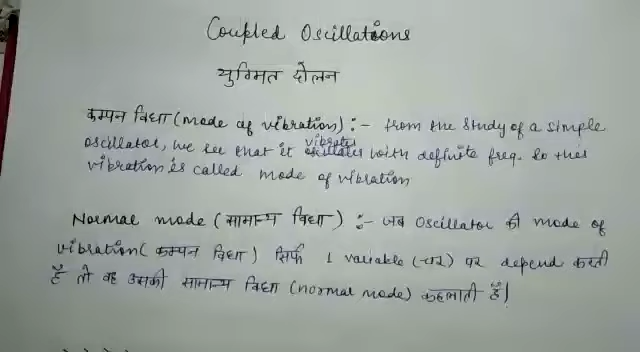 Coupled Oscillations
युग्मित दोलन
कम्पन विधा (mode of vibration) :- from the study of a simple
oscillator, we see that it vibrates with definite freq. so this
vibration is called mode of vibration
Normal mode (सामान्य विधा) :- जब Oscillator की mode of
vibration (कम्पन विधा) सिर्फ 1 variable (चर) पर depend करती
है तो वह उसकी सामान्य विधा (normal mode) कहलाती है|